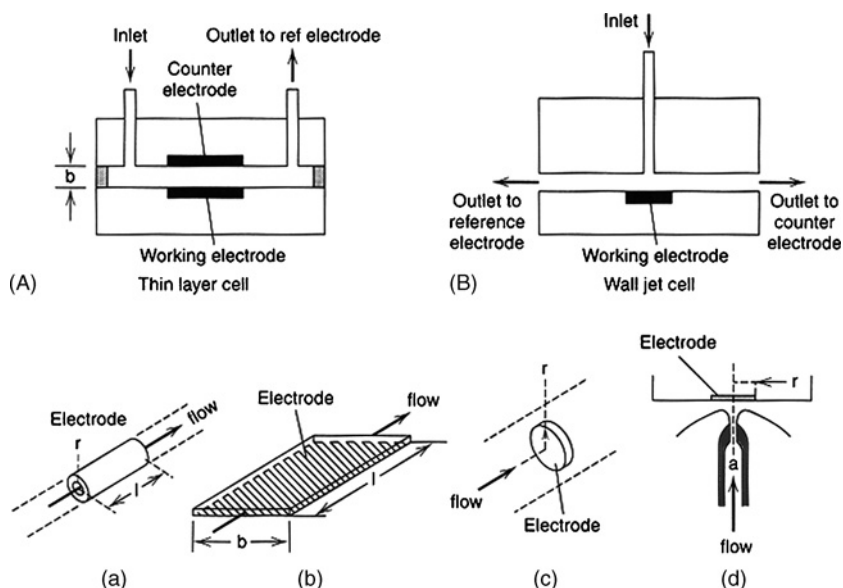 Inlet
Outlet to ref electrode
Counter
electrode
b
Working electrode
(A)
Thin layer cell
Inlet
Outlet to
reference
electrode
Outlet to
counter
electrode
Working electrode
(B)
Wall jet cell
Electrode
r
flow
l
(a)
Electrode
flow
l
b
(b)
r
flow
Electrode
(c)
Electrode
r
a
flow
(d)